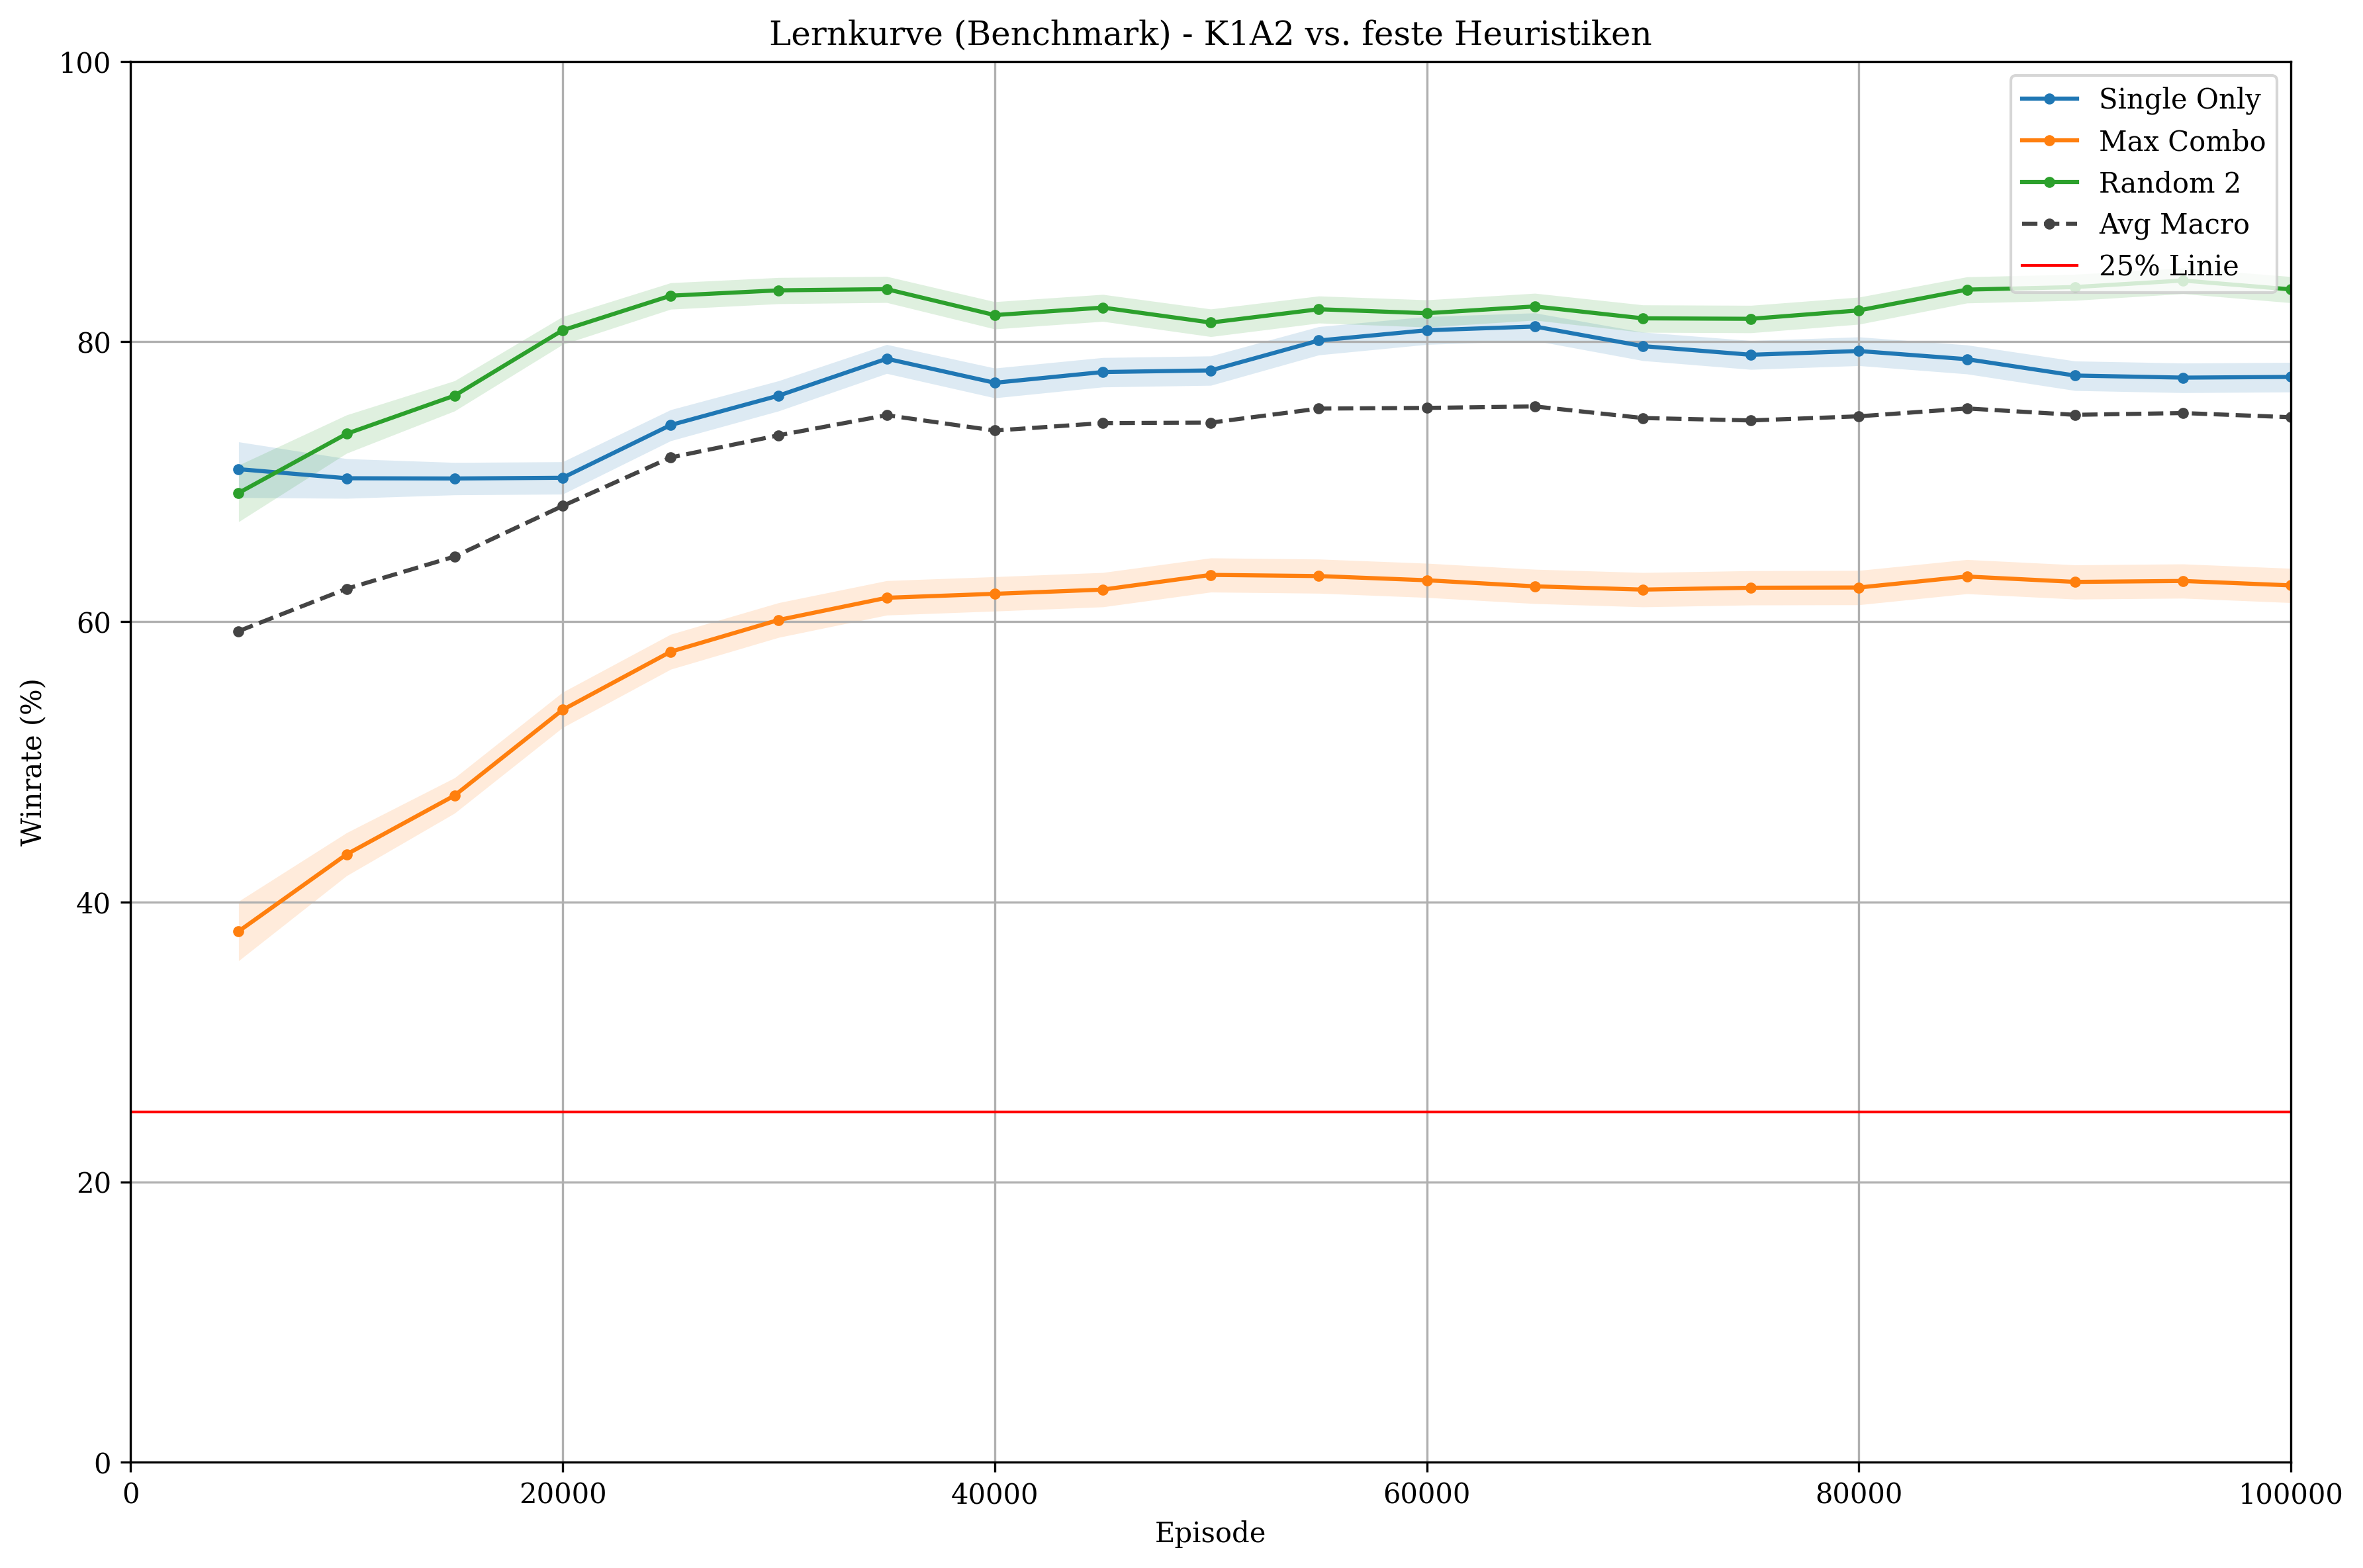 Lernkurve (Benchmark) - K1A2 vs. feste Heuristiken
100
80
60
40
20
0
Winrate (%)
Single Only
Max Combo
Random 2
Avg Macro
25% Linie
0 20000 40000 60000 80000 100000
Episode